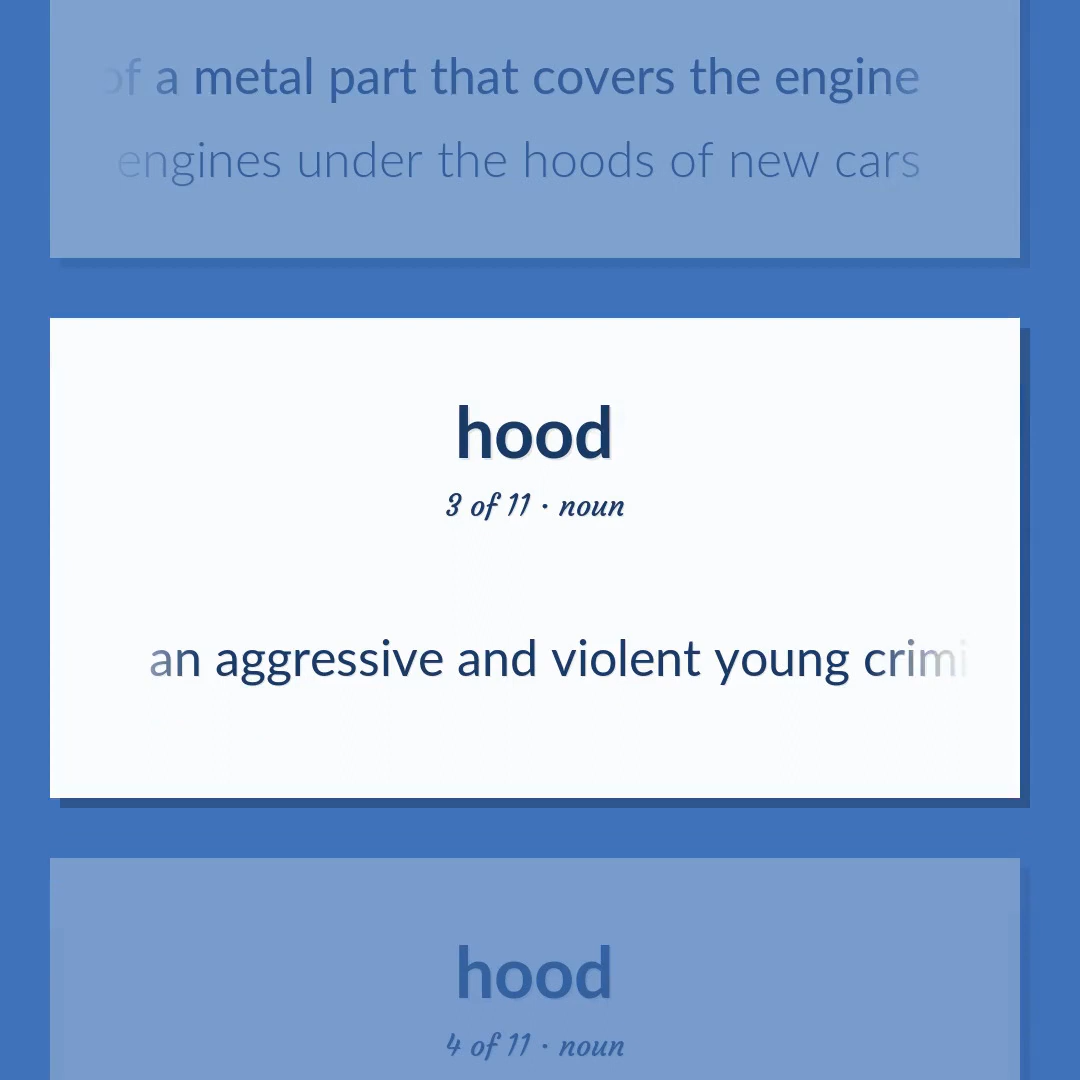 of a metal part that covers the engine
engines under the hoods of new cars
hood
3 of 11 · noun
an aggressive and violent young crimi
hood
4 of 11 · noun